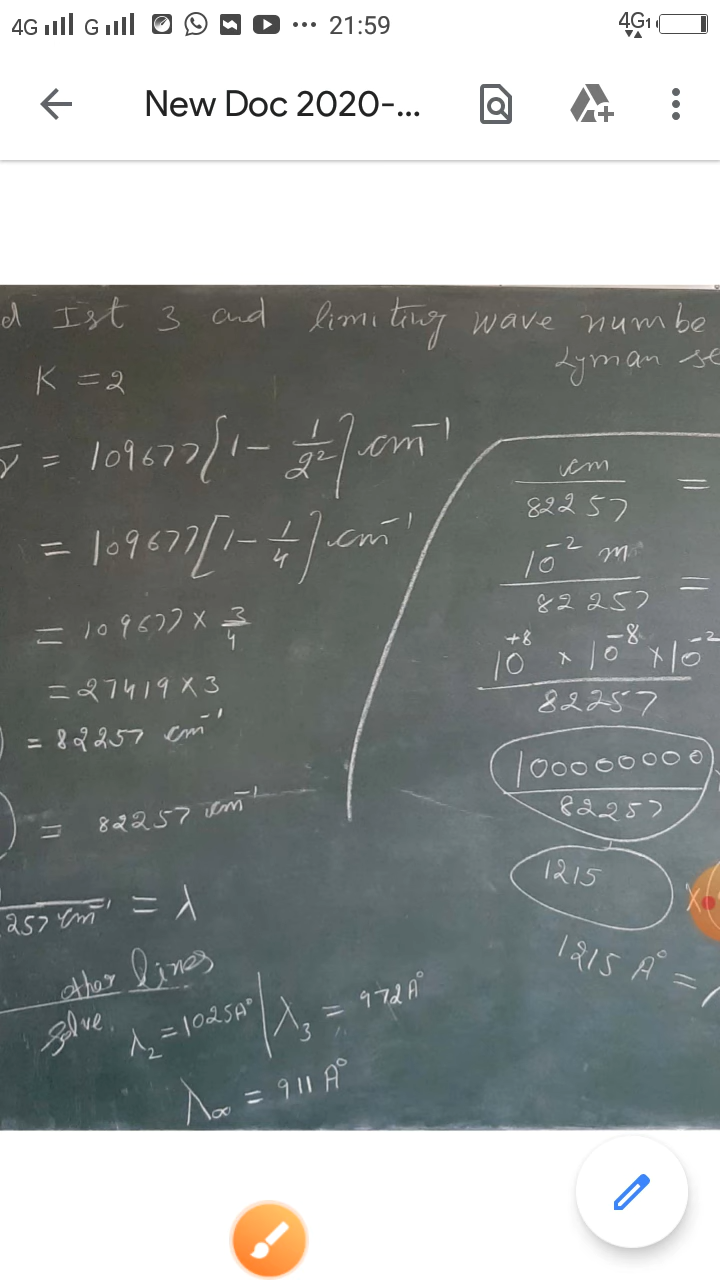 4G G 21:59 4G1
New Doc 2020-...
d Ist 3 and limiting wave numbe
Lyman se
K = 2
ν̅ = 109677 [1 - 1/2²] cm⁻¹
= 109677 [1 - 1/4] cm⁻¹
= 109677 × 3/4
= 27419 × 3
) = 82257 cm⁻¹
) = 82257 cm⁻¹
257 cm⁻¹ = λ
other lines
solve. λ₂ = 1025A° | λ₃ = 972A°
λ∞ = 911 A°
cm/82257 =
10⁻² m/82257 =
10⁺⁸ × 10⁻⁸ × 10⁻²/82257
100000000/82257
1215 ×
1215 A° =